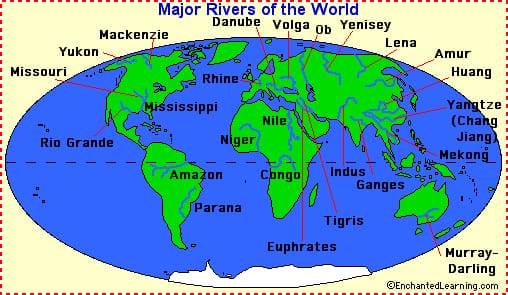 Major Rivers of the World
Danube
Volga
Ob
Yenisey
Mackenzie
Lena
Yukon
Amur
Missouri
Rhine
Huang
Mississippi
Yangtze
(Chang
Jiang)
Nile
Rio Grande
Niger
Mekong
Amazon
Congo
Indus
Ganges
Parana
Tigris
Euphrates
Murray-
Darling
©EnchantedLearning.com